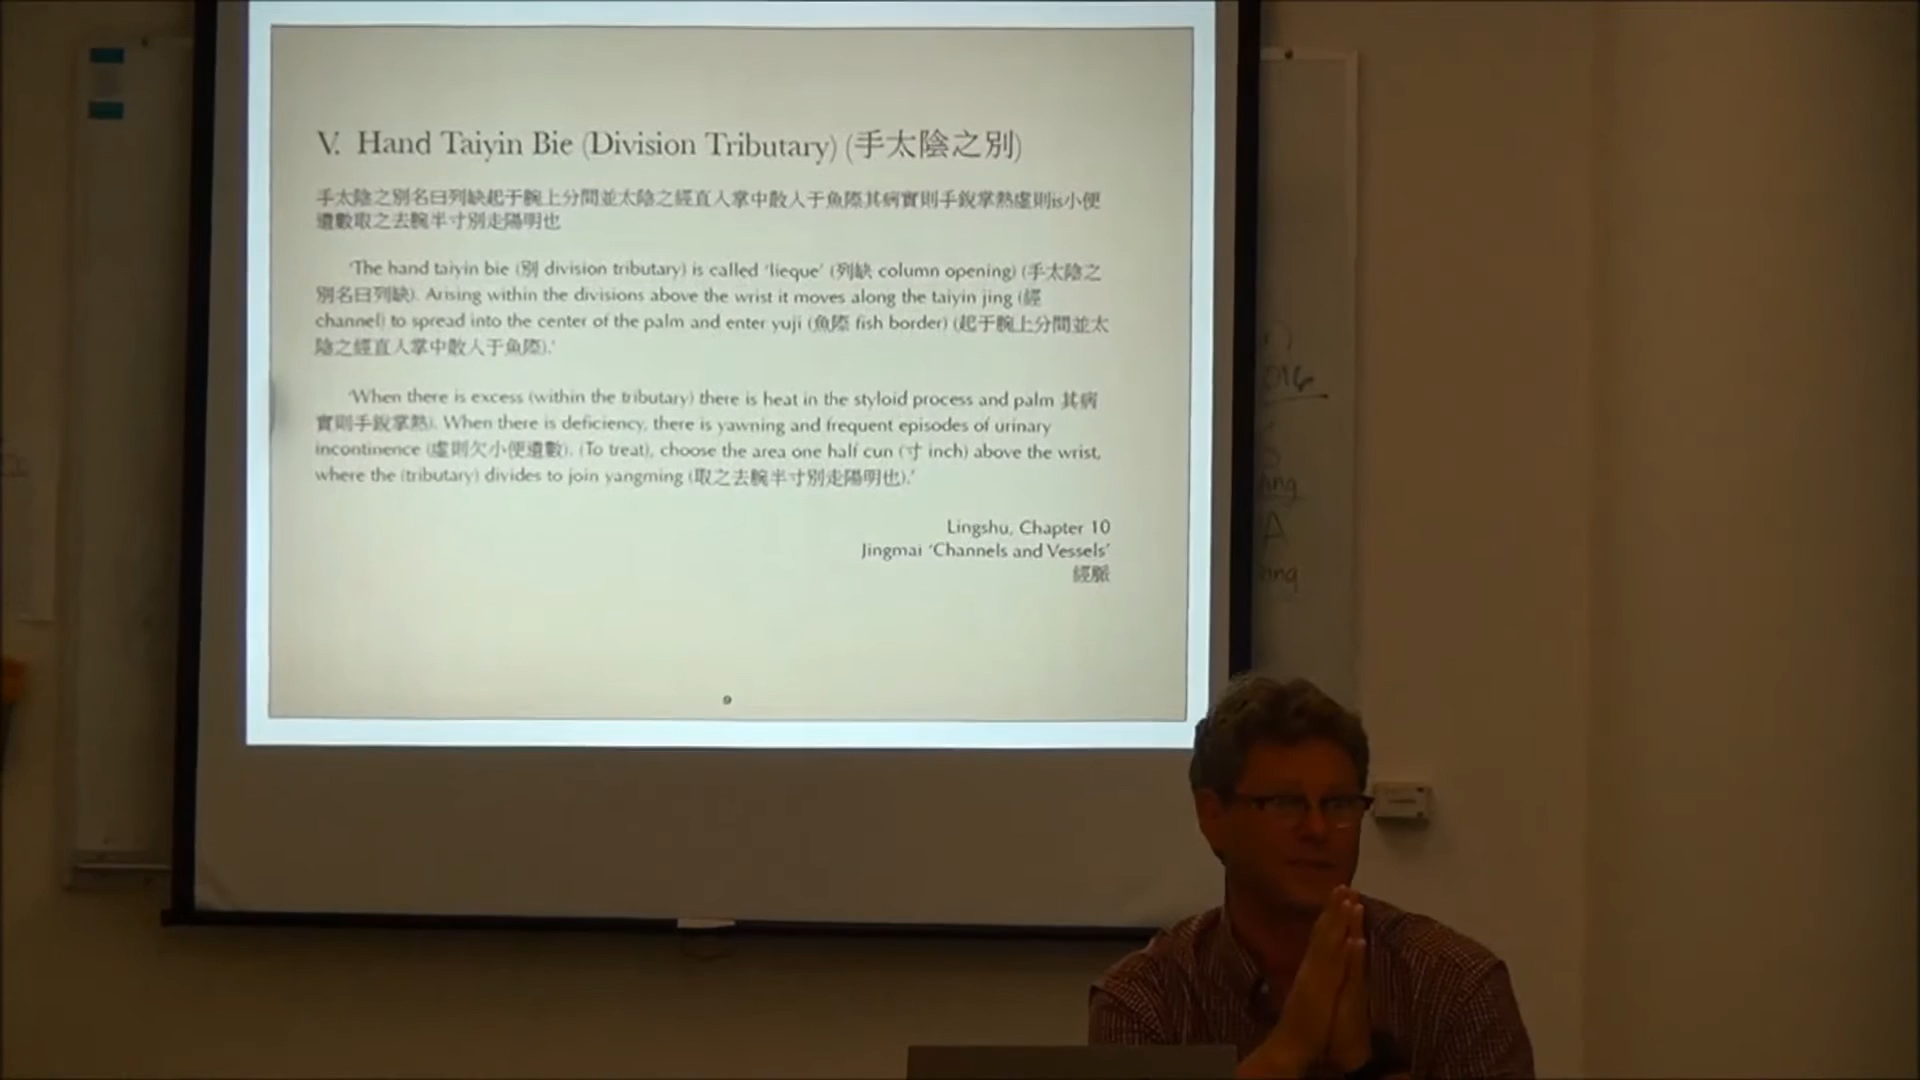 V. Hand Taiyin Bie (Division Tributary) (手太陰之別)
手太陰之別名曰列缺起于腕上分間並太陰之經直人掌中散人于魚際其病實則手銳掌熱虛則is小便
遺數取之去腕半寸別走陽明也
‘The hand taiyin bie (別 division tributary) is called ‘lieque’ (列缺 column opening) (手太陰之
別名曰列缺). Arising within the divisions above the wrist it moves along the taiyin jing (經
channel) to spread into the center of the palm and enter yuji (魚際 fish border) (起于腕上分間並太
陰之經直人掌中散人于魚際).’
‘When there is excess (within the tributary) there is heat in the styloid process and palm 其病
實則手銳掌熱). When there is deficiency, there is yawning and frequent episodes of urinary
incontinence (虛則欠小便遺數). (To treat), choose the area one half cun (寸 inch) above the wrist,
where the (tributary) divides to join yangming (取之去腕半寸別走陽明也).’
Lingshu, Chapter 10
Jingmai ‘Channels and Vessels’
經脈
9
016
ang
A